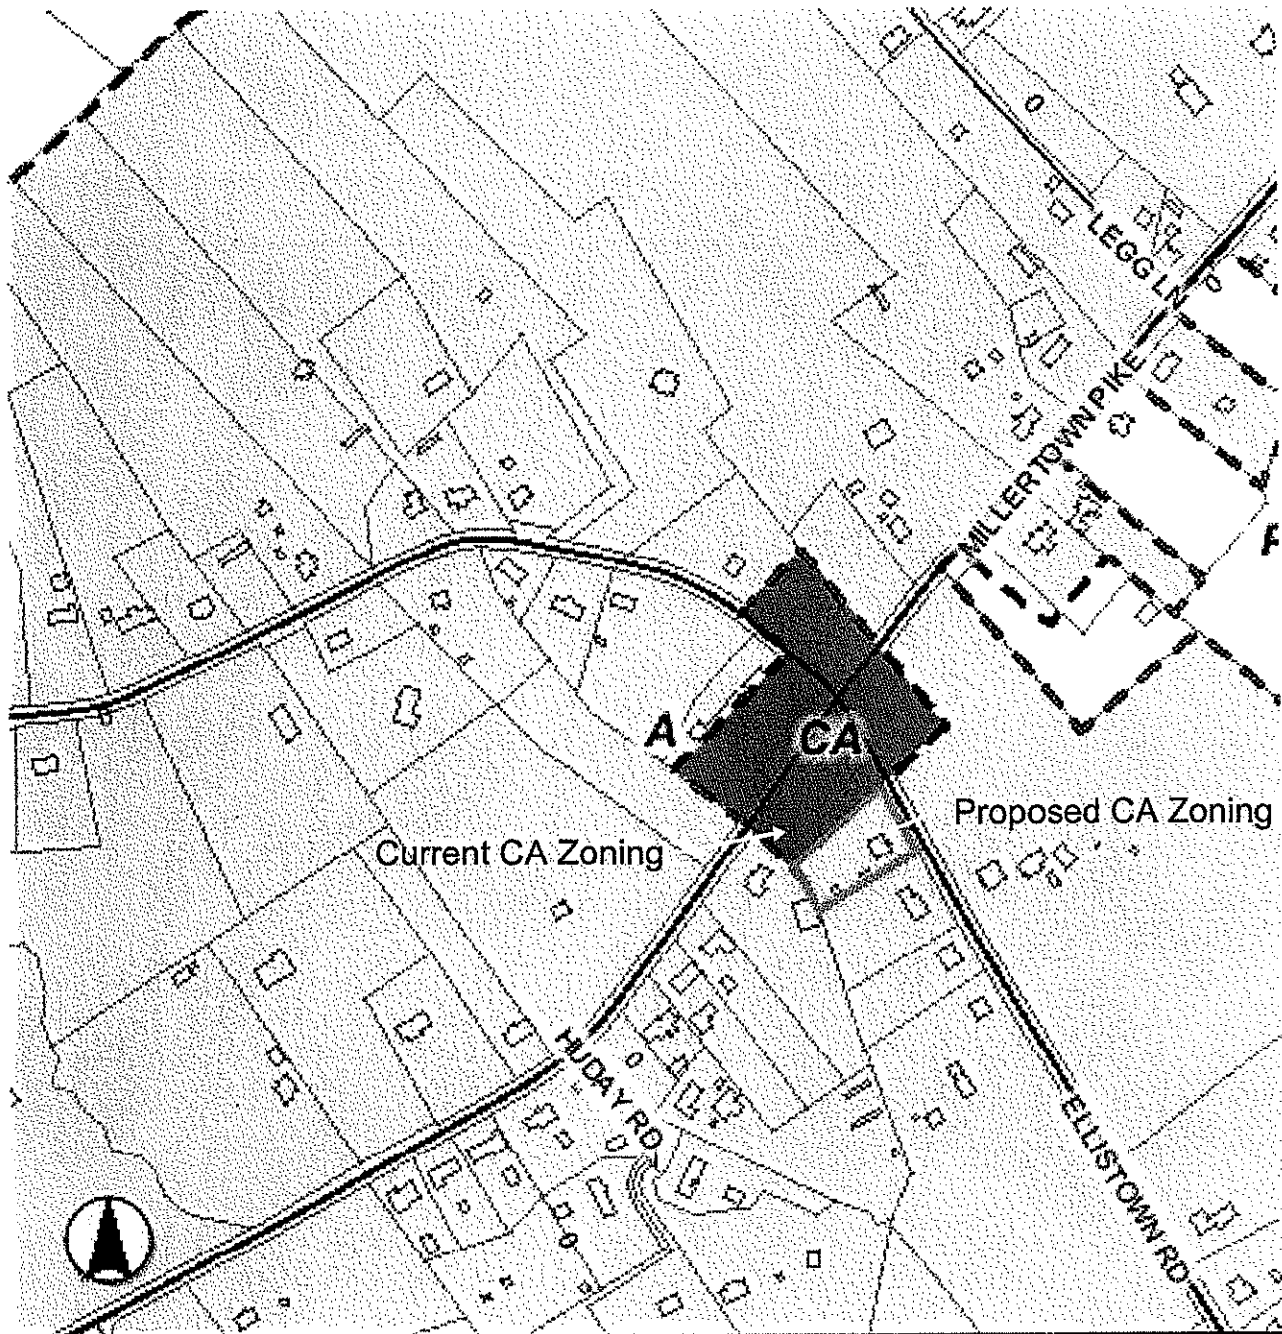 LEGG LN
MILLERTOWN PIKE
A
CA
Proposed CA Zoning
Current CA Zoning
HUDAY RD
ELLISTOWN RD